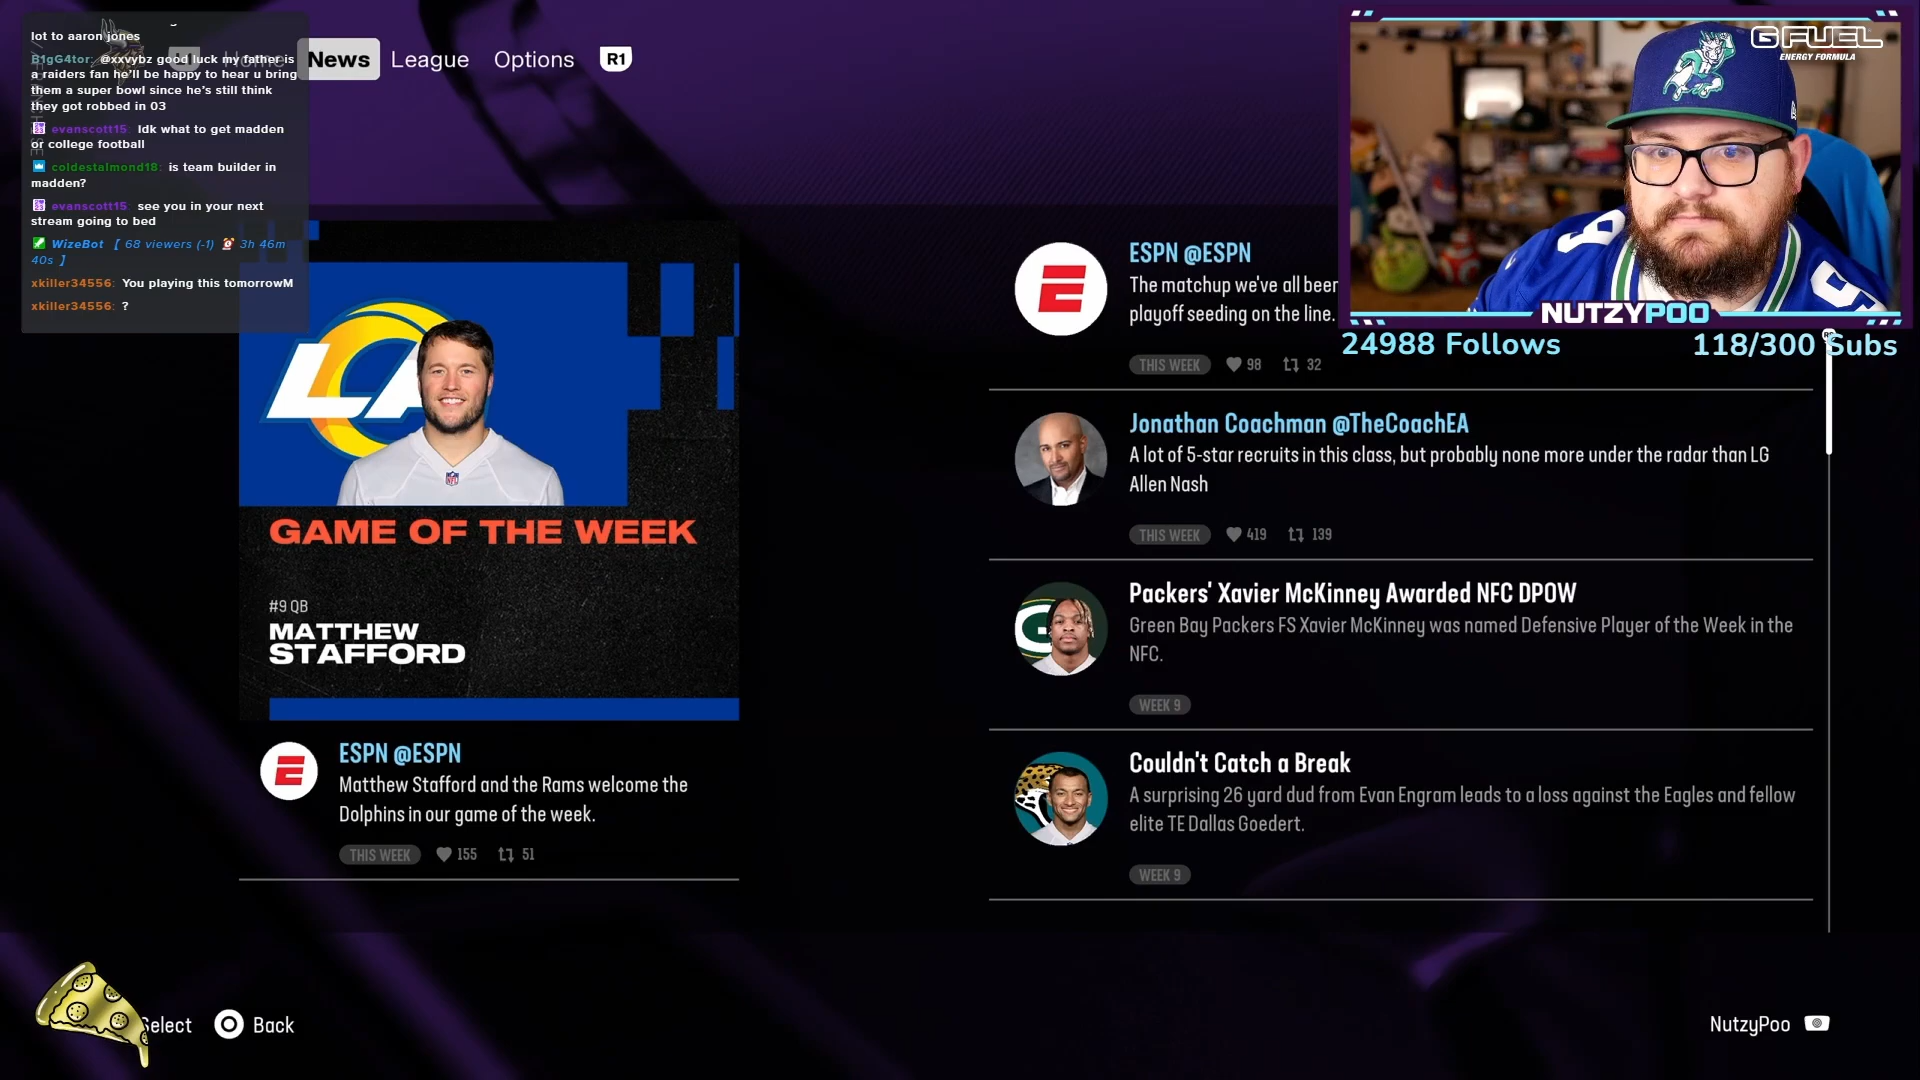 lot to aaron jones
B1gG4tor: @xxvybz good luck my father is
a raiders fan he'll be happy to hear u bring
them a super bowl since he's still think
they got robbed in 03
evanscott15: Idk what to get madden
or college football
coldestalmond18: is team builder in
madden?
evanscott15: see you in your next
stream going to bed
WizeBot [ 68 viewers (-1) 3h 46m
40s ]
xkiller34556: You playing this tomorrowM
xkiller34556: ?
Home News League Options R1
G FUEL
ENERGY FORMULA
NUTZYPOO
24988 Follows 118/300 Subs
LA
GAME OF THE WEEK
#9 QB
MATTHEW
STAFFORD
ESPN @ESPN
Matthew Stafford and the Rams welcome the
Dolphins in our game of the week.
THIS WEEK 155 51
ESPN @ESPN
The matchup we've all been
playoff seeding on the line.
THIS WEEK 98 32
Jonathan Coachman @TheCoachEA
A lot of 5-star recruits in this class, but probably none more under the radar than LG
Allen Nash
THIS WEEK 419 139
Packers' Xavier McKinney Awarded NFC DPOW
Green Bay Packers FS Xavier McKinney was named Defensive Player of the Week in the
NFC.
WEEK 9
Couldn't Catch a Break
A surprising 26 yard dud from Evan Engram leads to a loss against the Eagles and fellow
elite TE Dallas Goedert.
WEEK 9
Select Back
NutzyPoo